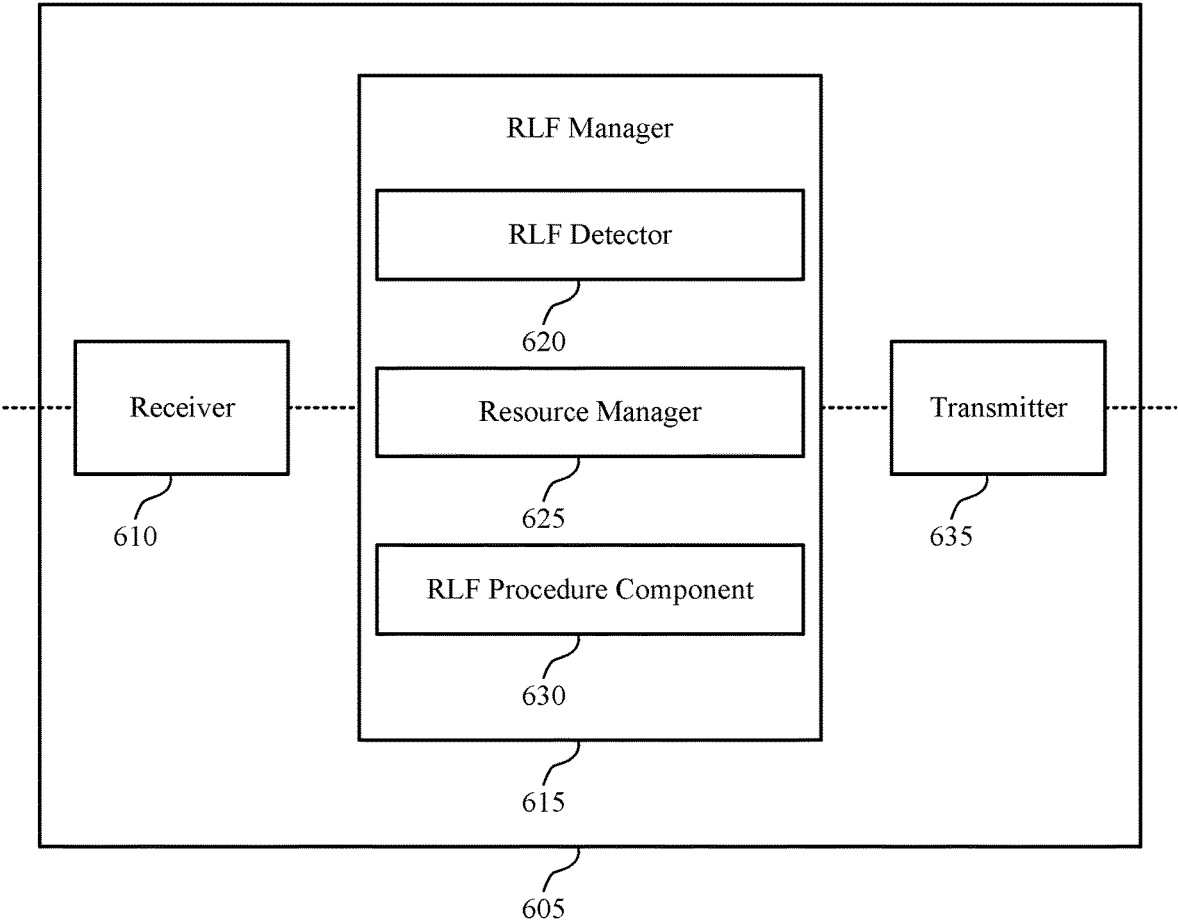 RLF Manager
RLF Detector
620
Receiver
Resource Manager
Transmitter
610
625
635
RLF Procedure Component
630
615
605